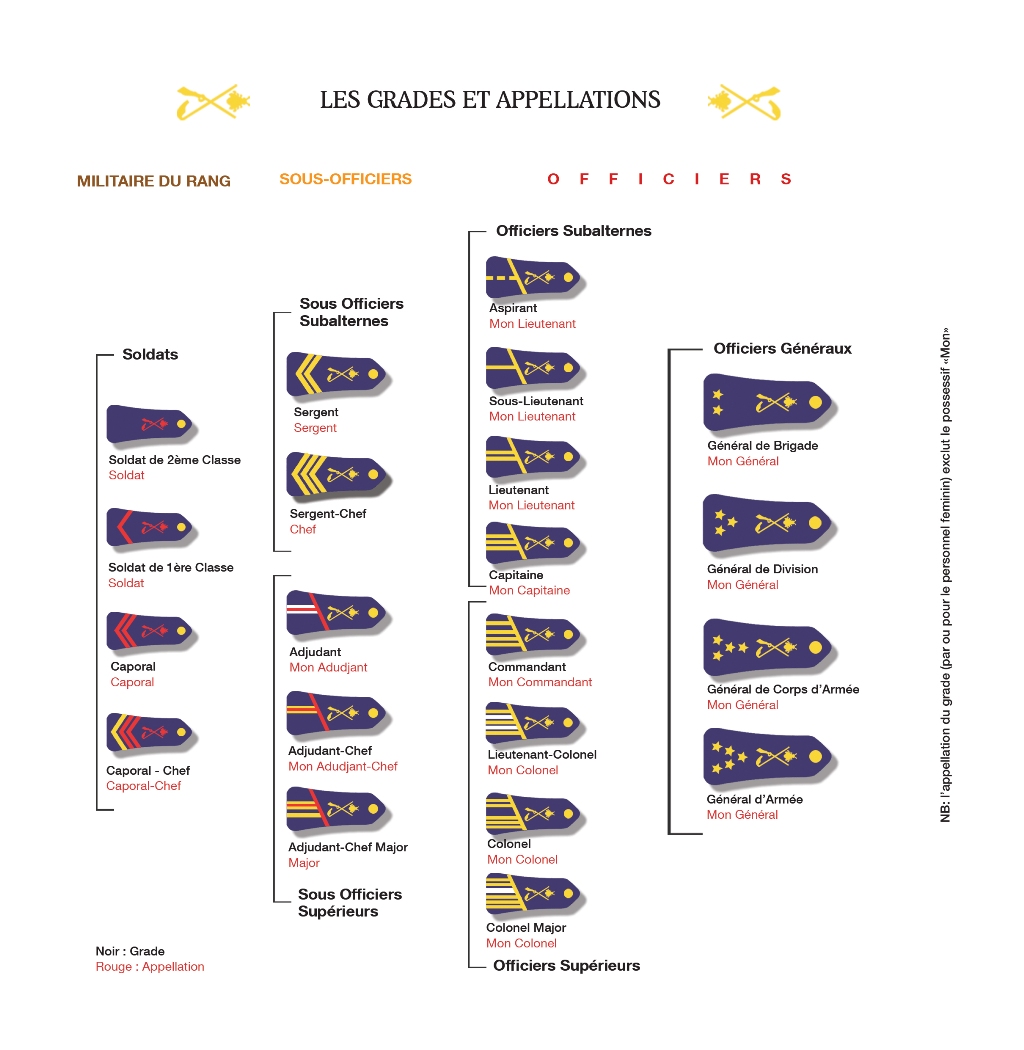 LES GRADES ET APPELLATIONS
MILITAIRE DU RANG
Soldats
Soldat de 2ème Classe
Soldat
Soldat de 1ère Classe
Soldat
Caporal
Caporal
Caporal - Chef
Caporal-Chef
SOUS-OFFICIERS
Sous Officiers
Subalternes
Sergent
Sergent
Sergent-Chef
Chef
Adjudant
Mon Adudjant
Adjudant-Chef
Mon Adudjant-Chef
Adjudant-Chef Major
Major
Sous Officiers
Supérieurs
OFFICIERS
Officiers Subalternes
Aspirant
Mon Lieutenant
Sous-Lieutenant
Mon Lieutenant
Lieutenant
Mon Lieutenant
Capitaine
Mon Capitaine
Commandant
Mon Commandant
Lieutenant-Colonel
Mon Colonel
Colonel
Mon Colonel
Colonel Major
Mon Colonel
Officiers Supérieurs
Officiers Généraux
Général de Brigade
Mon Général
Général de Division
Mon Général
Général de Corps d'Armée
Mon Général
Général d'Armée
Mon Général
NB: l'appellation du grade (par ou pour le personnel feminin) exclut le possessif «Mon»
Noir : Grade
Rouge : Appellation